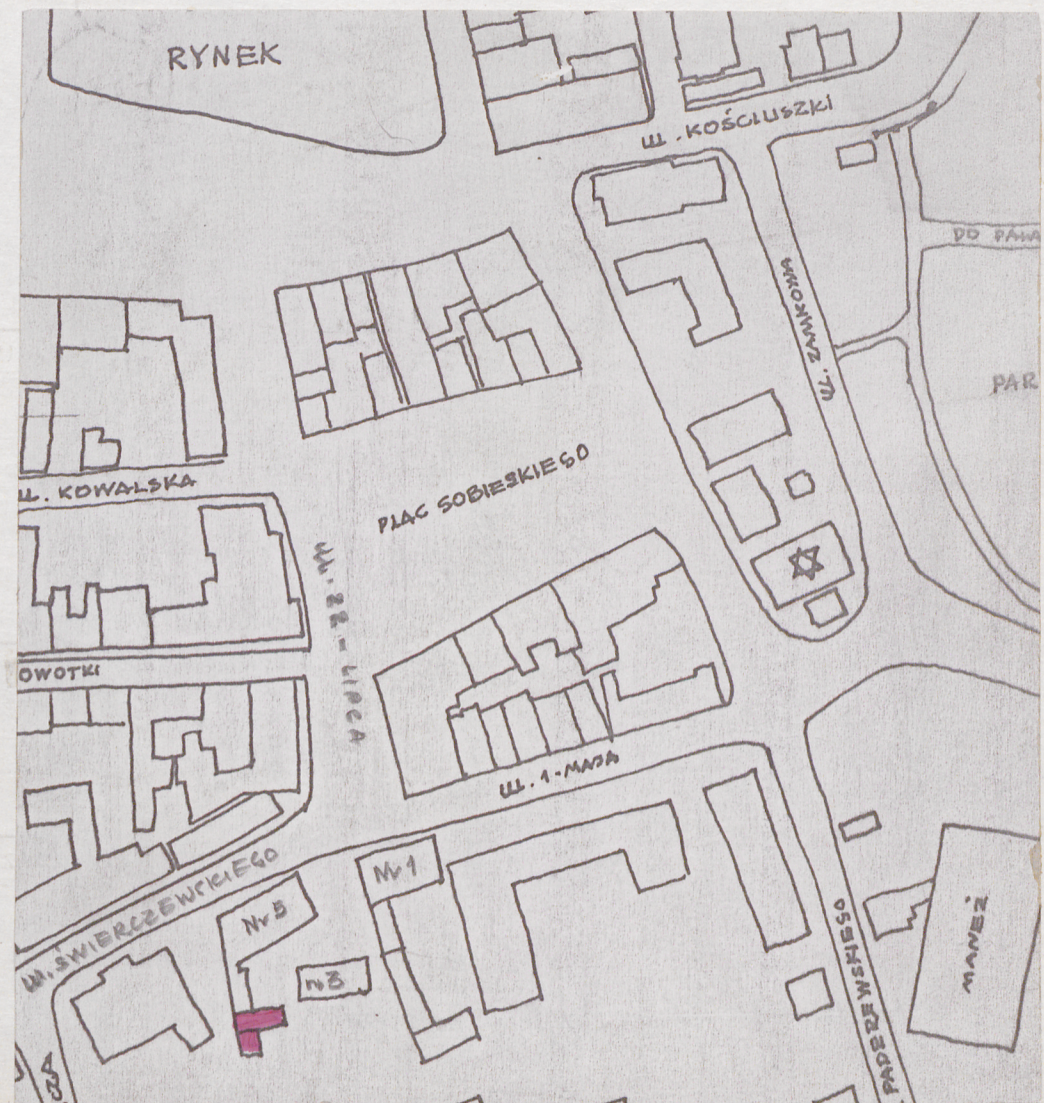 RYNEK
UL. KOŚCIUSZKI
DO PAŁA
UL. ZAMKOWA
PAR
UL. KOWALSKA
PLAC SOBIESKIEGO
UL. 22-LIPCA
OWOTKI
UL. 1-MAJA
UL. ŚWIERCZEWSKIEGO
Nr 1
Nr 5
nr 3
PADEREWSKIEGO
MANEŻ